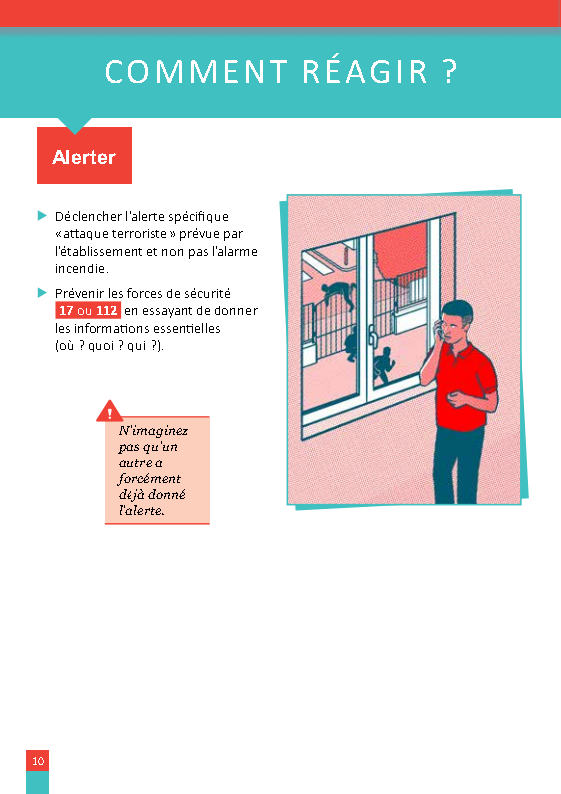 COMMENT RÉAGIR ?
Alerter
Déclencher l'alerte spécifique
« attaque terroriste » prévue par
l'établissement et non pas l'alarme
incendie.
Prévenir les forces de sécurité
17 ou 112 en essayant de donner
les informations essentielles
(où ? quoi ? qui ?).
!
N'imaginez
pas qu'un
autre a
forcément
déjà donné
l'alerte.
10